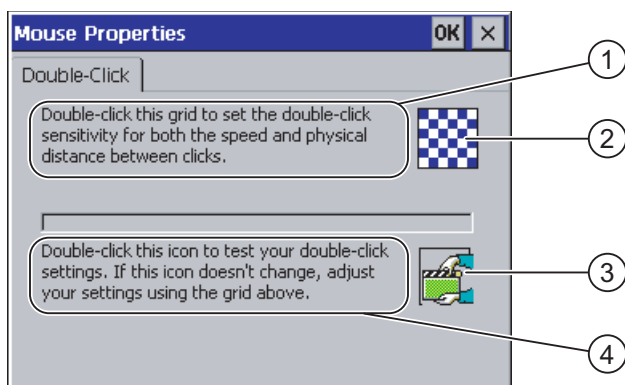 Mouse Properties OK ×
Double-Click
1
Double-click this grid to set the double-click
sensitivity for both the speed and physical
distance between clicks.
2
Double-click this icon to test your double-click
settings. If this icon doesn't change, adjust
your settings using the grid above.
3
4